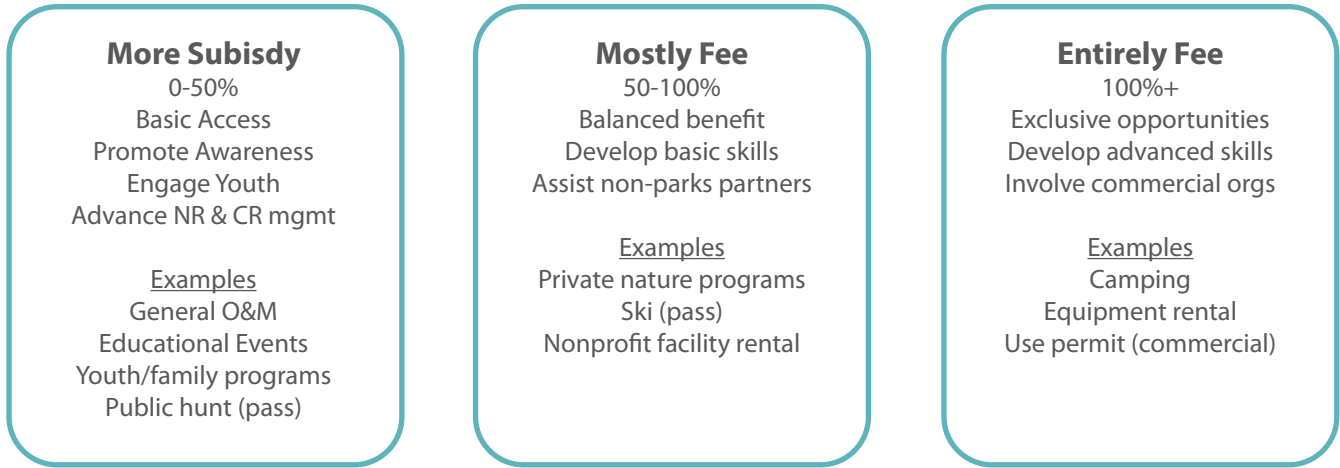 More Subisdy
0-50%
Basic Access
Promote Awareness
Engage Youth
Advance NR & CR mgmt
Examples
General O&M
Educational Events
Youth/family programs
Public hunt (pass)
Mostly Fee
50-100%
Balanced benefit
Develop basic skills
Assist non-parks partners
Examples
Private nature programs
Ski (pass)
Nonprofit facility rental
Entirely Fee
100%+
Exclusive opportunities
Develop advanced skills
Involve commercial orgs
Examples
Camping
Equipment rental
Use permit (commercial)